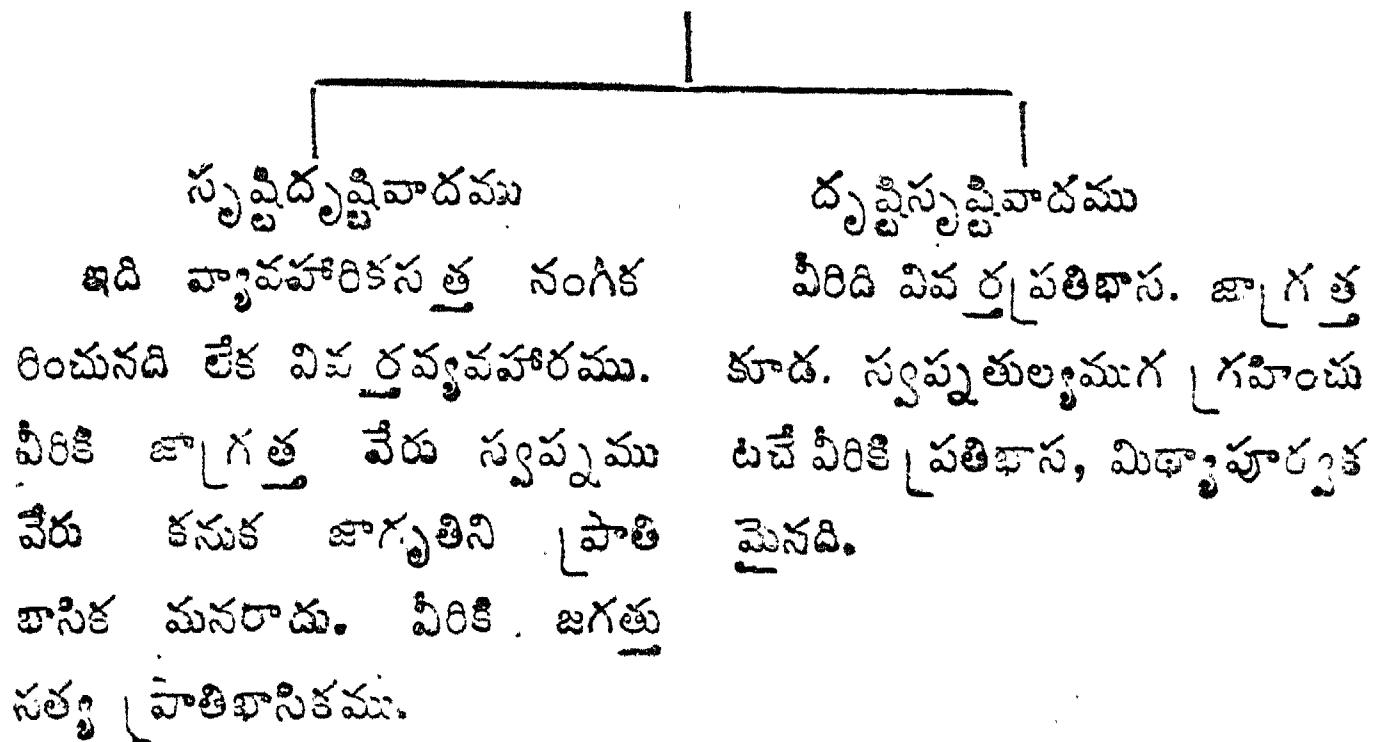 సృష్టిదృష్టివాదము
ఇది వ్యావహారికసత్త నంగీక
రించునది లేక వివర్తవ్యవహారము.
వీరికి జాగ్రత్త వేరు స్వప్నము
వేరు కనుక జాగృతిని ప్రాతి
భాసిక మనరాదు. వీరికి జగత్తు
సత్య ప్రాతిభాసికము.
దృష్టిసృష్టివాదము
వీరిది వివర్తప్రతిభాస. జాగ్రత్త
కూడ. స్వప్నతుల్యముగ గ్రహించు
టచే వీరికి ప్రతిభాస, మిథ్యాపూర్వక
మైనది.